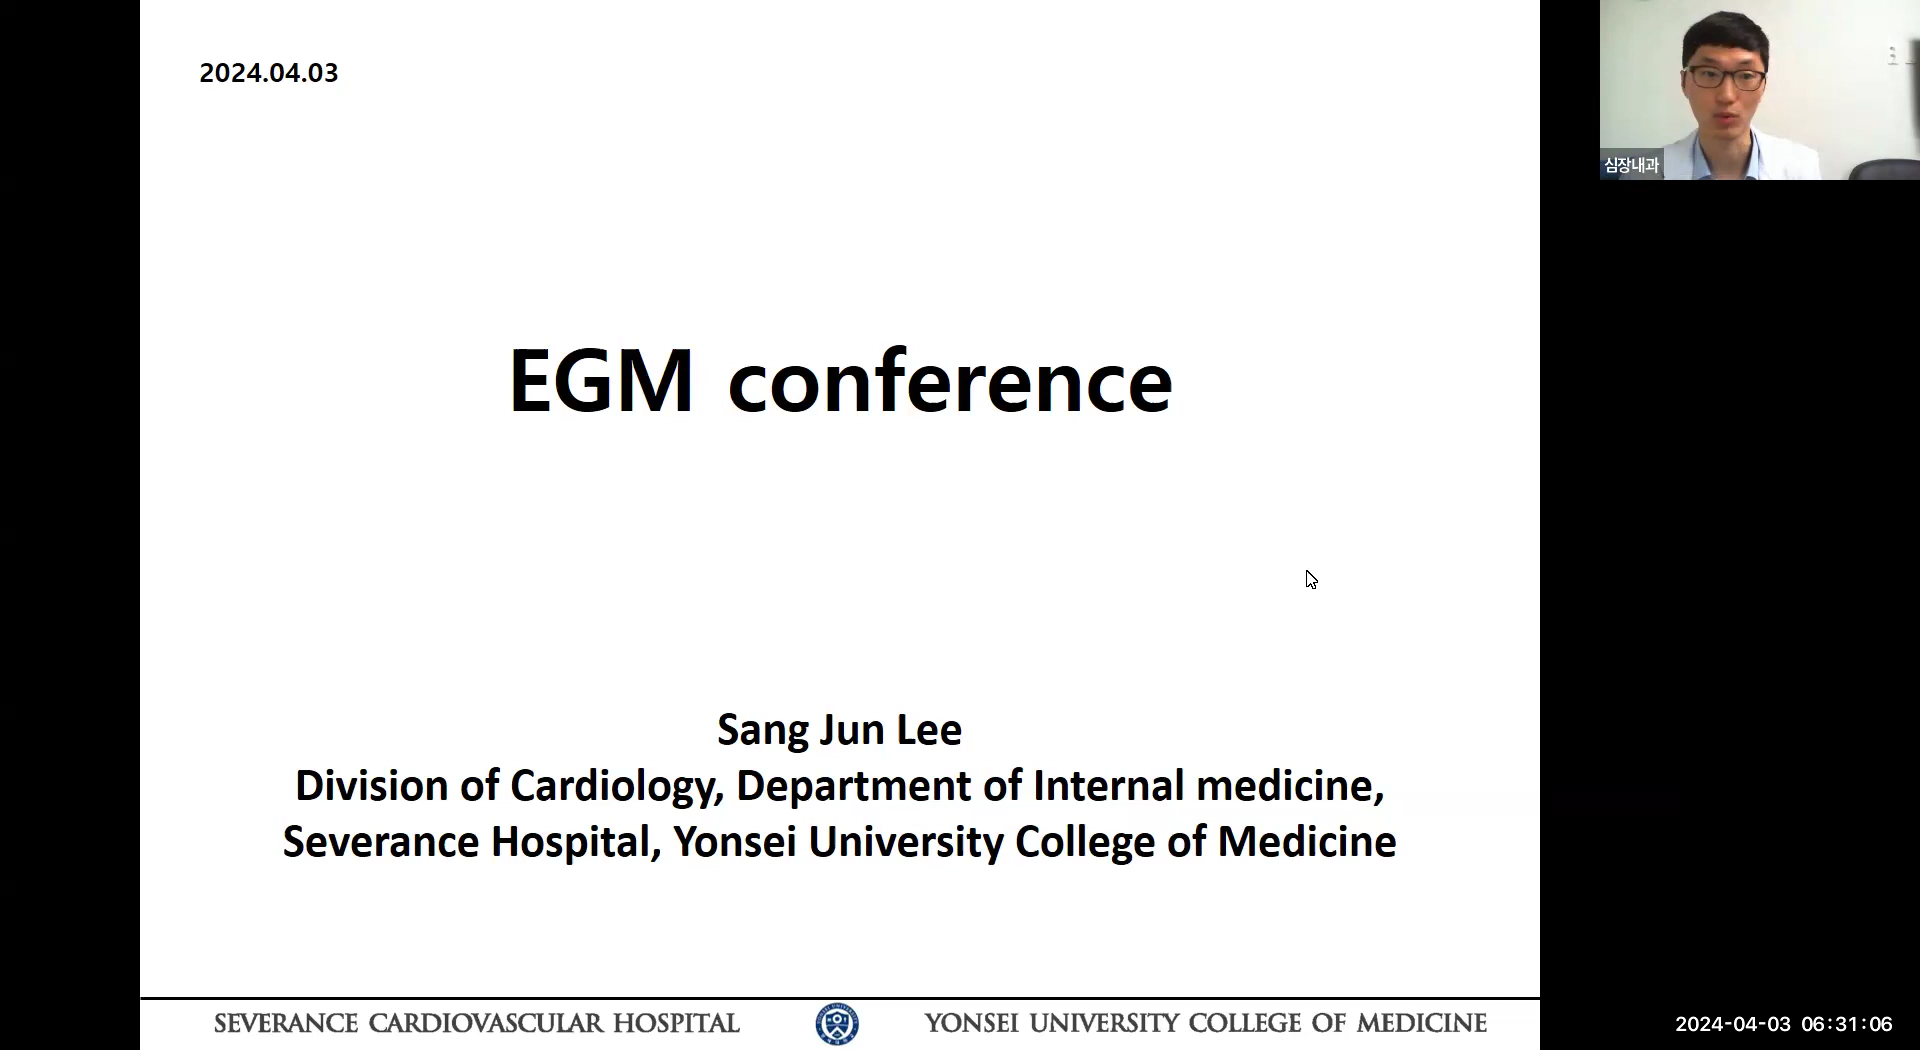 2024.04.03
심장내과
EGM conference
Sang Jun Lee
Division of Cardiology, Department of Internal medicine,
Severance Hospital, Yonsei University College of Medicine
SEVERANCE CARDIOVASCULAR HOSPITAL
YONSEI UNIVERSITY COLLEGE OF MEDICINE
2024-04-03 06:31:06